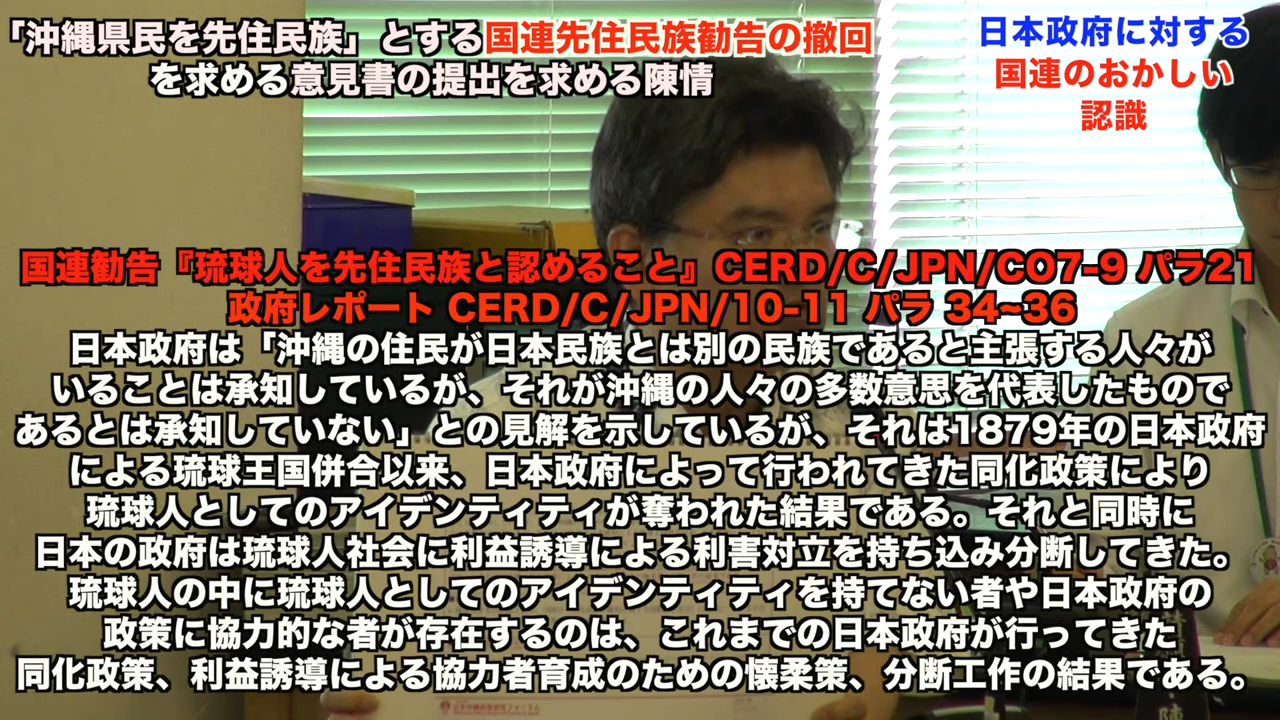 「沖縄県民を先住民族」とする国連先住民族勧告の撤回
を求める意見書の提出を求める陳情
日本政府に対する
国連のおかしい
認識
国連勧告『琉球人を先住民族と認めること』CERD/C/JPN/CO7-9 パラ21
政府レポート CERD/C/JPN/10-11 パラ 34~36
日本政府は「沖縄の住民が日本民族とは別の民族であると主張する人々が
いることは承知しているが、それが沖縄の人々の多数意思を代表したもので
あるとは承知していない」との見解を示しているが、それは1879年の日本政府
による琉球王国併合以来、日本政府によって行われてきた同化政策により
琉球人としてのアイデンティティが奪われた結果である。それと同時に
日本の政府は琉球人社会に利益誘導による利害対立を持ち込み分断してきた。
琉球人の中に琉球人としてのアイデンティティを持てない者や日本政府の
政策に協力的な者が存在するのは、これまでの日本政府が行ってきた
同化政策、利益誘導による協力者育成のための懐柔策、分断工作の結果である。